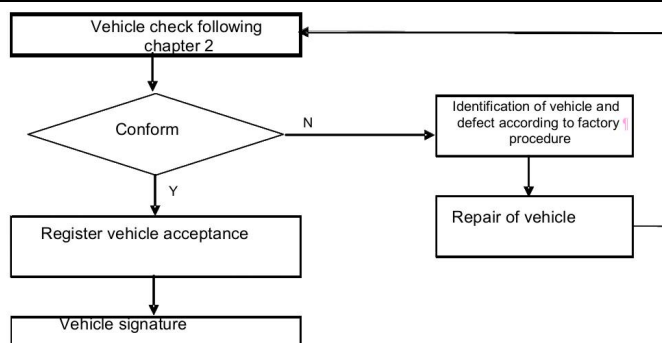 Vehicle check following
chapter 2
Conform
N
Identification of vehicle and
defect according to factory ¶
procedure
Y
Register vehicle acceptance
Repair of vehicle
Vehicle signature